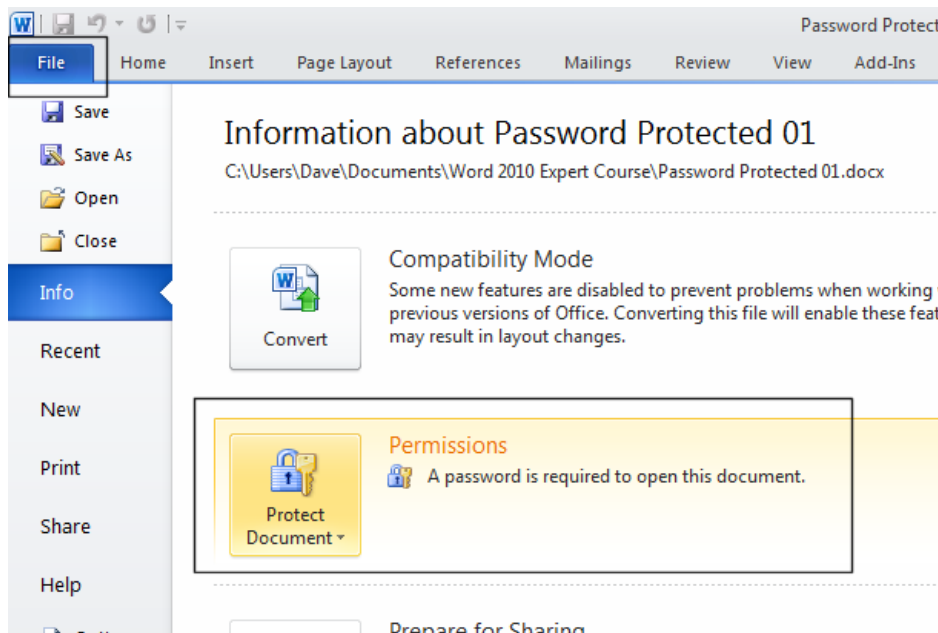 Password Protect
File Home Insert Page Layout References Mailings Review View Add-Ins
Save
Save As
Open
Close
Info
Recent
New
Print
Share
Help
Information about Password Protected 01
C:\Users\Dave\Documents\Word 2010 Expert Course\Password Protected 01.docx
Convert
Compatibility Mode
Some new features are disabled to prevent problems when working
previous versions of Office. Converting this file will enable these feat
may result in layout changes.
Protect
Document
Permissions
A password is required to open this document.
Prepare for Sharing